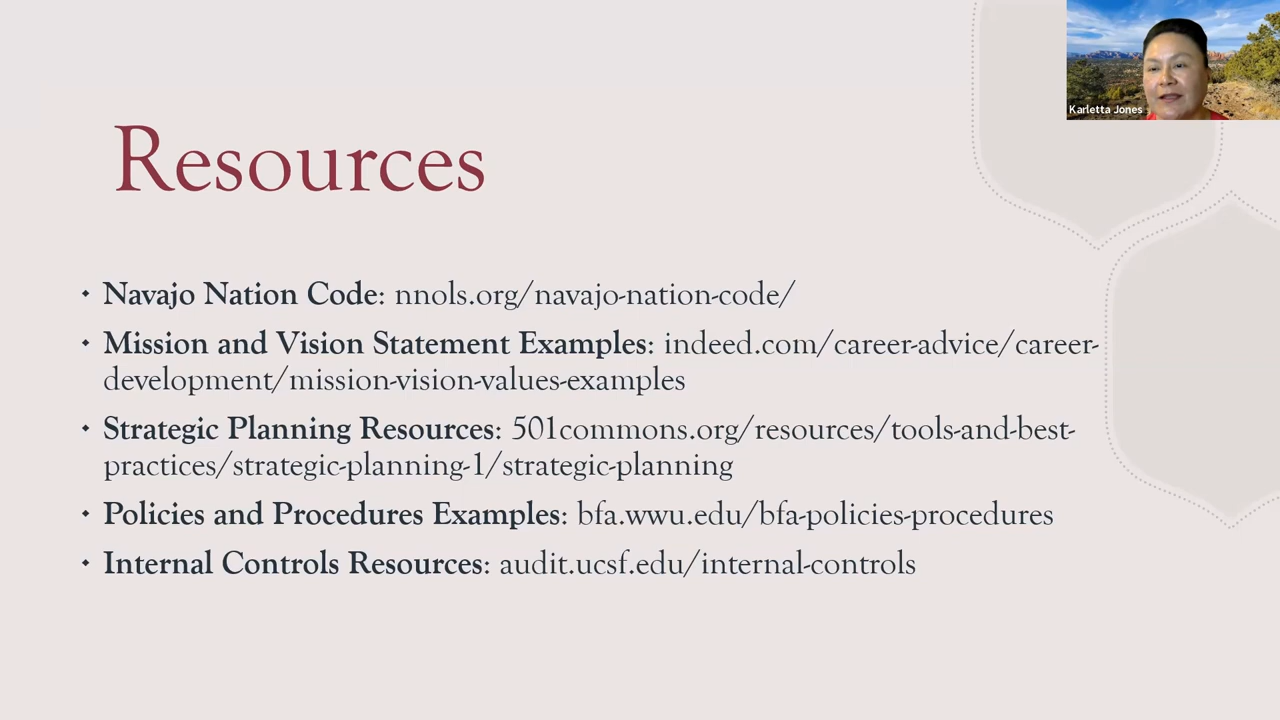 Karletta Jones
Resources
Navajo Nation Code: nnols.org/navajo-nation-code/
Mission and Vision Statement Examples: indeed.com/career-advice/career-
development/mission-vision-values-examples
Strategic Planning Resources: 501commons.org/resources/tools-and-best-
practices/strategic-planning-1/strategic-planning
Policies and Procedures Examples: bfa.wwu.edu/bfa-policies-procedures
Internal Controls Resources: audit.ucsf.edu/internal-controls